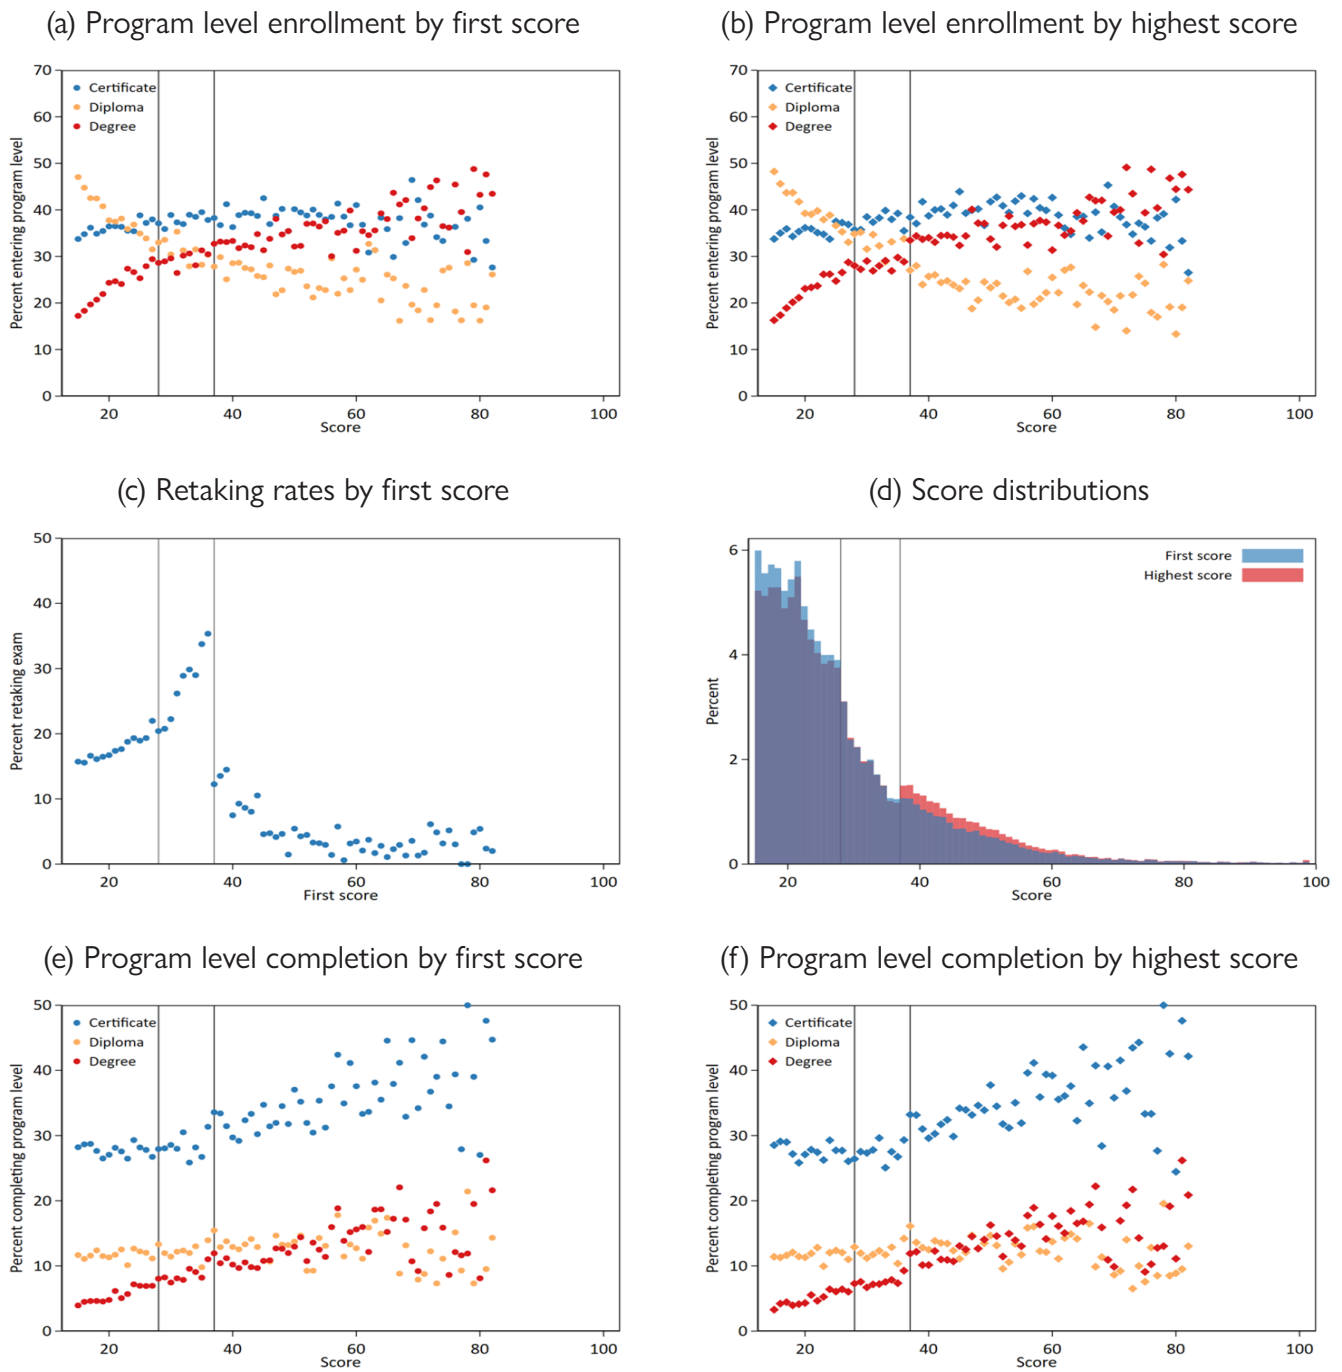 (a) Program level enrollment by first score
70
60
50
40
30
20
10
0
Percent entering program level
Certificate
Diploma
Degree
20 40 60 80 100
Score
(b) Program level enrollment by highest score
70
60
50
40
30
20
10
0
Percent entering program level
Certificate
Diploma
Degree
20 40 60 80 100
Score
(c) Retaking rates by first score
50
40
30
20
10
0
Percent retaking exam
20 40 60 80 100
First score
(d) Score distributions
6
4
2
0
Percent
First score
Highest score
20 40 60 80 100
Score
(e) Program level completion by first score
50
40
30
20
10
0
Percent completing program level
Certificate
Diploma
Degree
20 40 60 80 100
Score
(f) Program level completion by highest score
50
40
30
20
10
0
Percent completing program level
Certificate
Diploma
Degree
20 40 60 80 100
Score